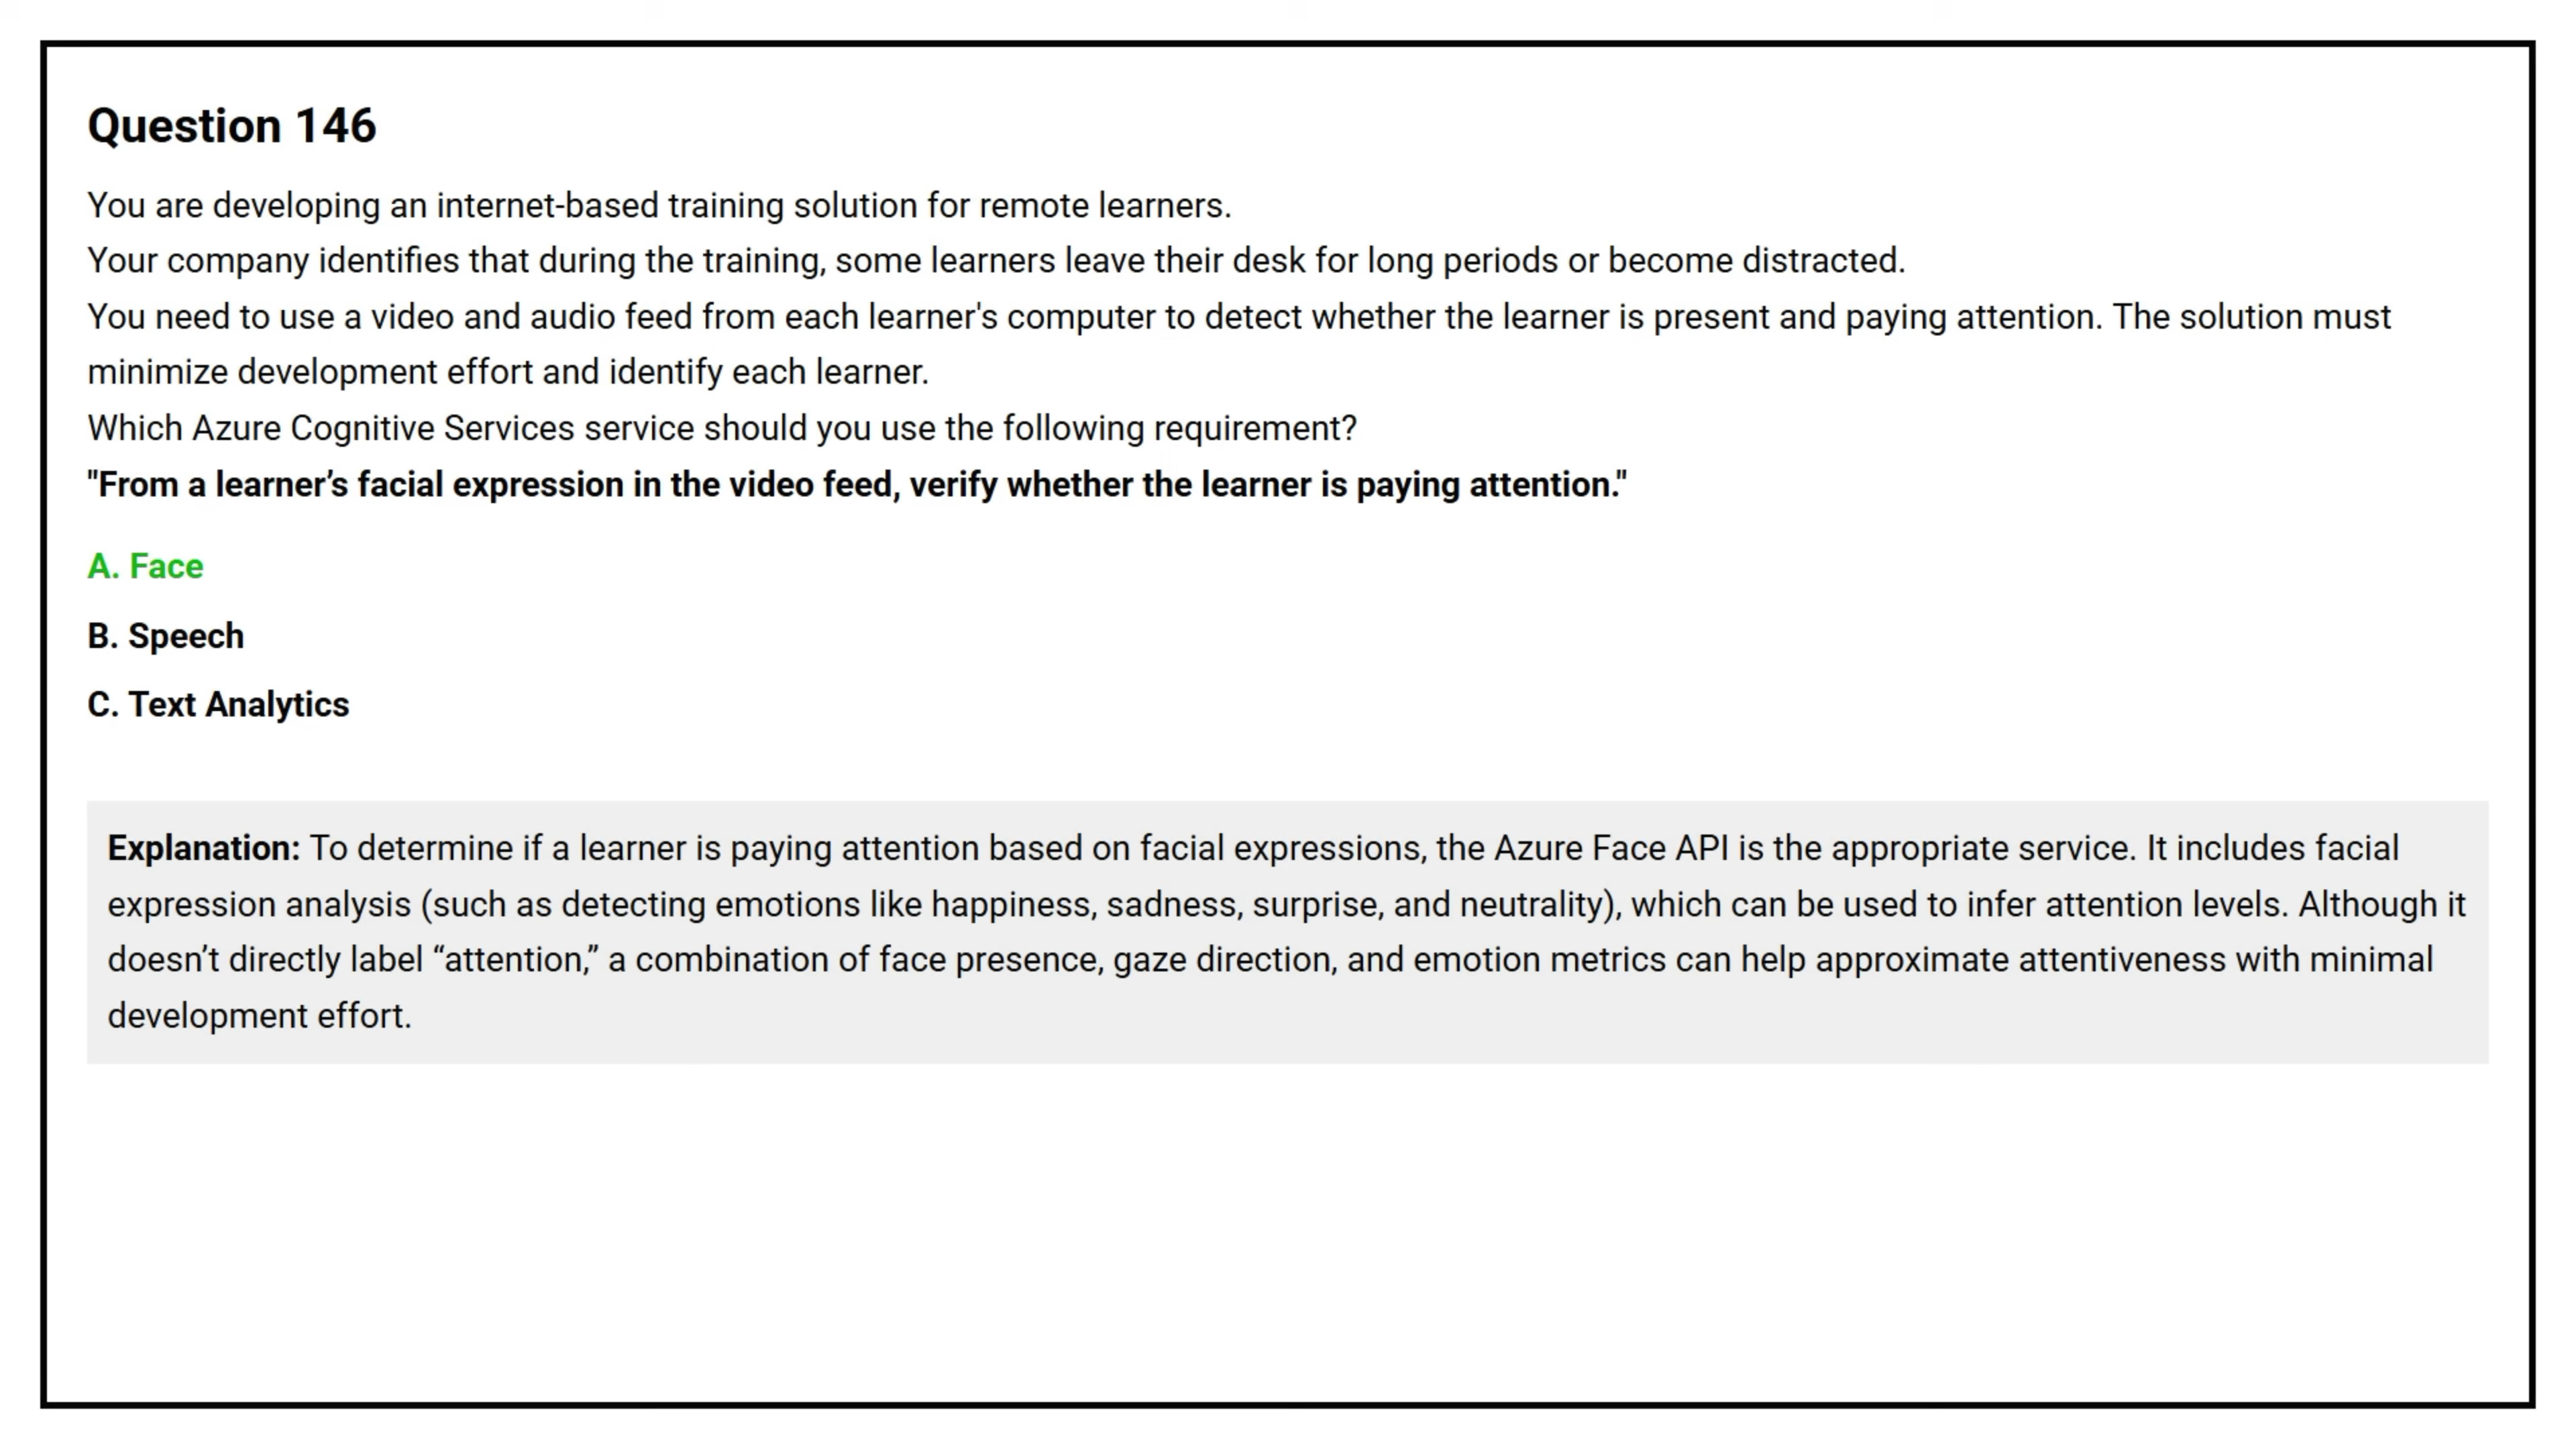 Question 146
You are developing an internet-based training solution for remote learners.
Your company identifies that during the training, some learners leave their desk for long periods or become distracted.
You need to use a video and audio feed from each learner's computer to detect whether the learner is present and paying attention. The solution must
minimize development effort and identify each learner.
Which Azure Cognitive Services service should you use the following requirement?
"From a learner’s facial expression in the video feed, verify whether the learner is paying attention."
A. Face
B. Speech
C. Text Analytics
Explanation: To determine if a learner is paying attention based on facial expressions, the Azure Face API is the appropriate service. It includes facial
expression analysis (such as detecting emotions like happiness, sadness, surprise, and neutrality), which can be used to infer attention levels. Although it
doesn’t directly label “attention,” a combination of face presence, gaze direction, and emotion metrics can help approximate attentiveness with minimal
development effort.